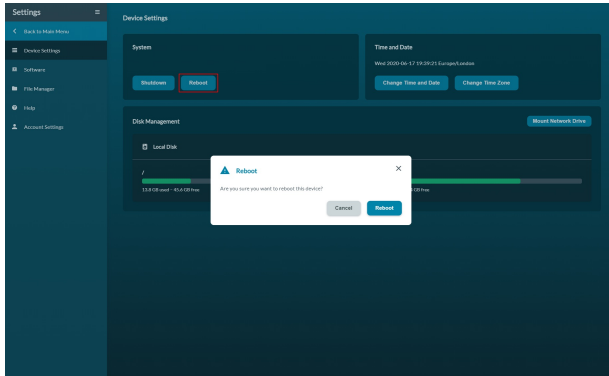 Settings
Back to Main Menu
Device Settings
Software
File Manager
Help
Account Settings
Device Settings
System
Shutdown
Reboot
Time and Date
Wed 2020-06-17 19:39:21 Europe/London
Change Time and Date
Change Time Zone
Disk Management
Mount Network Drive
Local Disk
/
13.8 GB used - 45.6 GB free
GB free
Reboot
Are you sure you want to reboot this device?
Cancel
Reboot